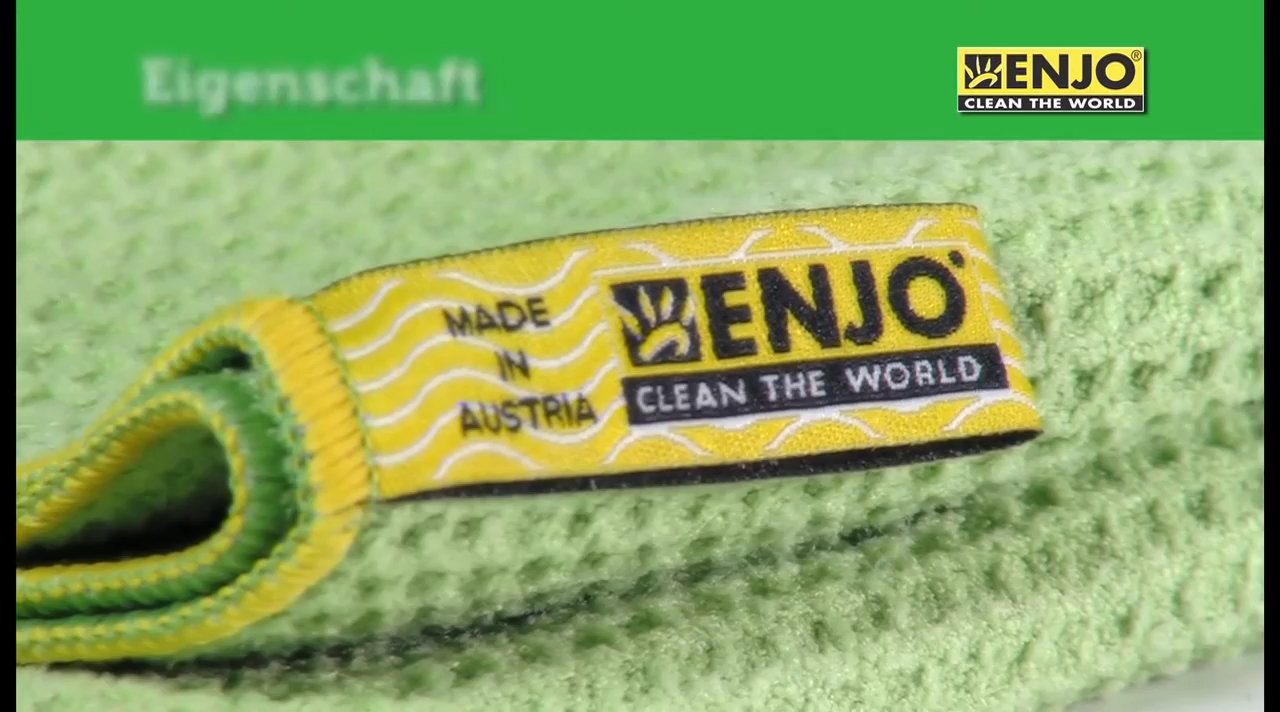 Eigenschaft
ENJO®
CLEAN THE WORLD
MADE
IN
AUSTRIA
ENJO
CLEAN THE WORLD